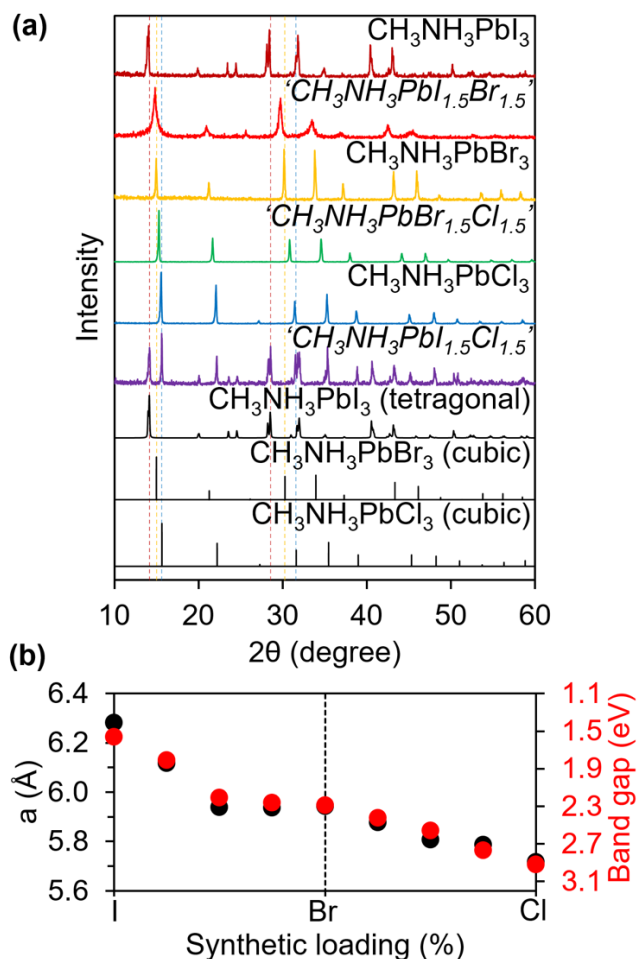 (a)
CH₃NH₃PbI₃
‘CH₃NH₃PbI₁.₅Br₁.₅’
CH₃NH₃PbBr₃
‘CH₃NH₃PbBr₁.₅Cl₁.₅’
CH₃NH₃PbCl₃
‘CH₃NH₃PbI₁.₅Cl₁.₅’
CH₃NH₃PbI₃ (tetragonal)
CH₃NH₃PbBr₃ (cubic)
CH₃NH₃PbCl₃ (cubic)
Intensity
10 20 30 40 50 60
2θ (degree)
(b)
6.4
6.2
6.0
5.8
5.6
a (Å)
1.1
1.5
1.9
2.3
2.7
3.1
Band gap (eV)
I Br Cl
Synthetic loading (%)